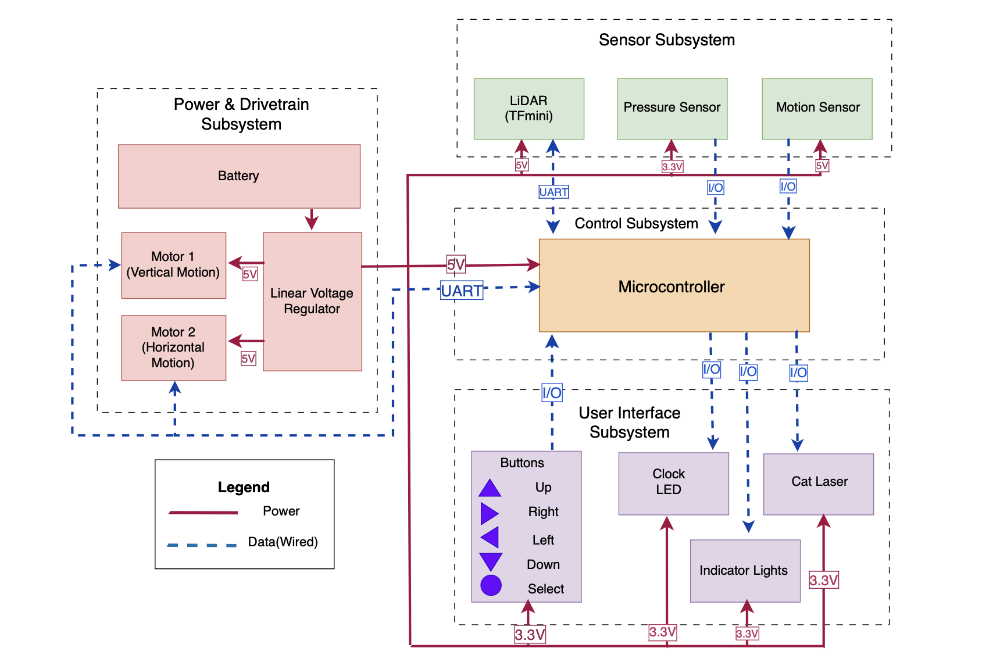 Sensor Subsystem
LiDAR
(TFmini)
Pressure Sensor
Motion Sensor
5V
3.3V
5V
UART
I/O
I/O
Power & Drivetrain
Subsystem
Battery
Motor 1
(Vertical Motion)
5V
Linear Voltage
Regulator
Motor 2
(Horizontal
Motion)
5V
Control Subsystem
5V
UART
Microcontroller
I/O
I/O
I/O
I/O
User Interface
Subsystem
Buttons
Up
Right
Left
Down
Select
Clock
LED
Cat Laser
Indicator Lights
3.3V
3.3V
3.3V
3.3V
Legend
Power
Data(Wired)